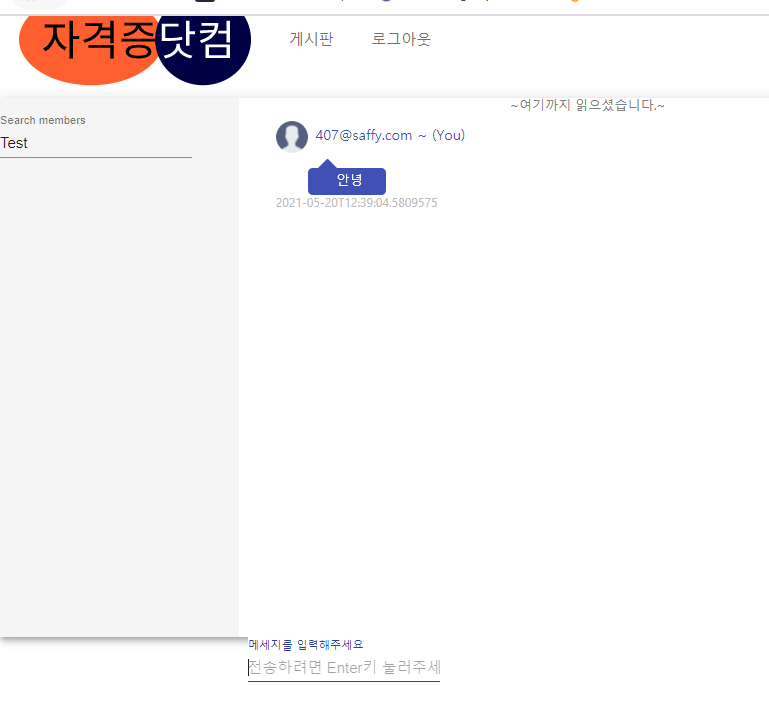 자격증닷컴
게시판 로그아웃
Search members
Test
~여기까지 읽으셨습니다.~
407@saffy.com ~ (You)
안녕
2021-05-20T12:39:04.5809575
메세지를 입력해주세요
전송하려면 Enter키 눌러주세